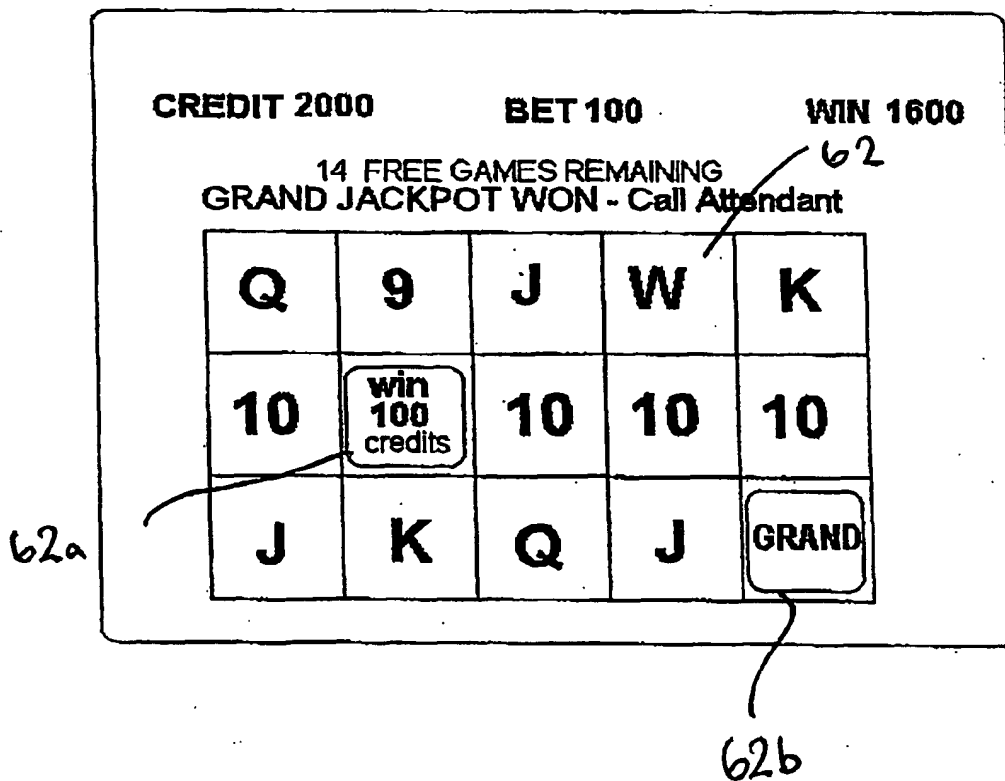 CREDIT 2000 BET 100 WIN 1600
62
14 FREE GAMES REMAINING
GRAND JACKPOT WON - Call Attendant
Q 9 J W K
10 win 100 credits 10 10 10
62a
J K Q J GRAND
62b